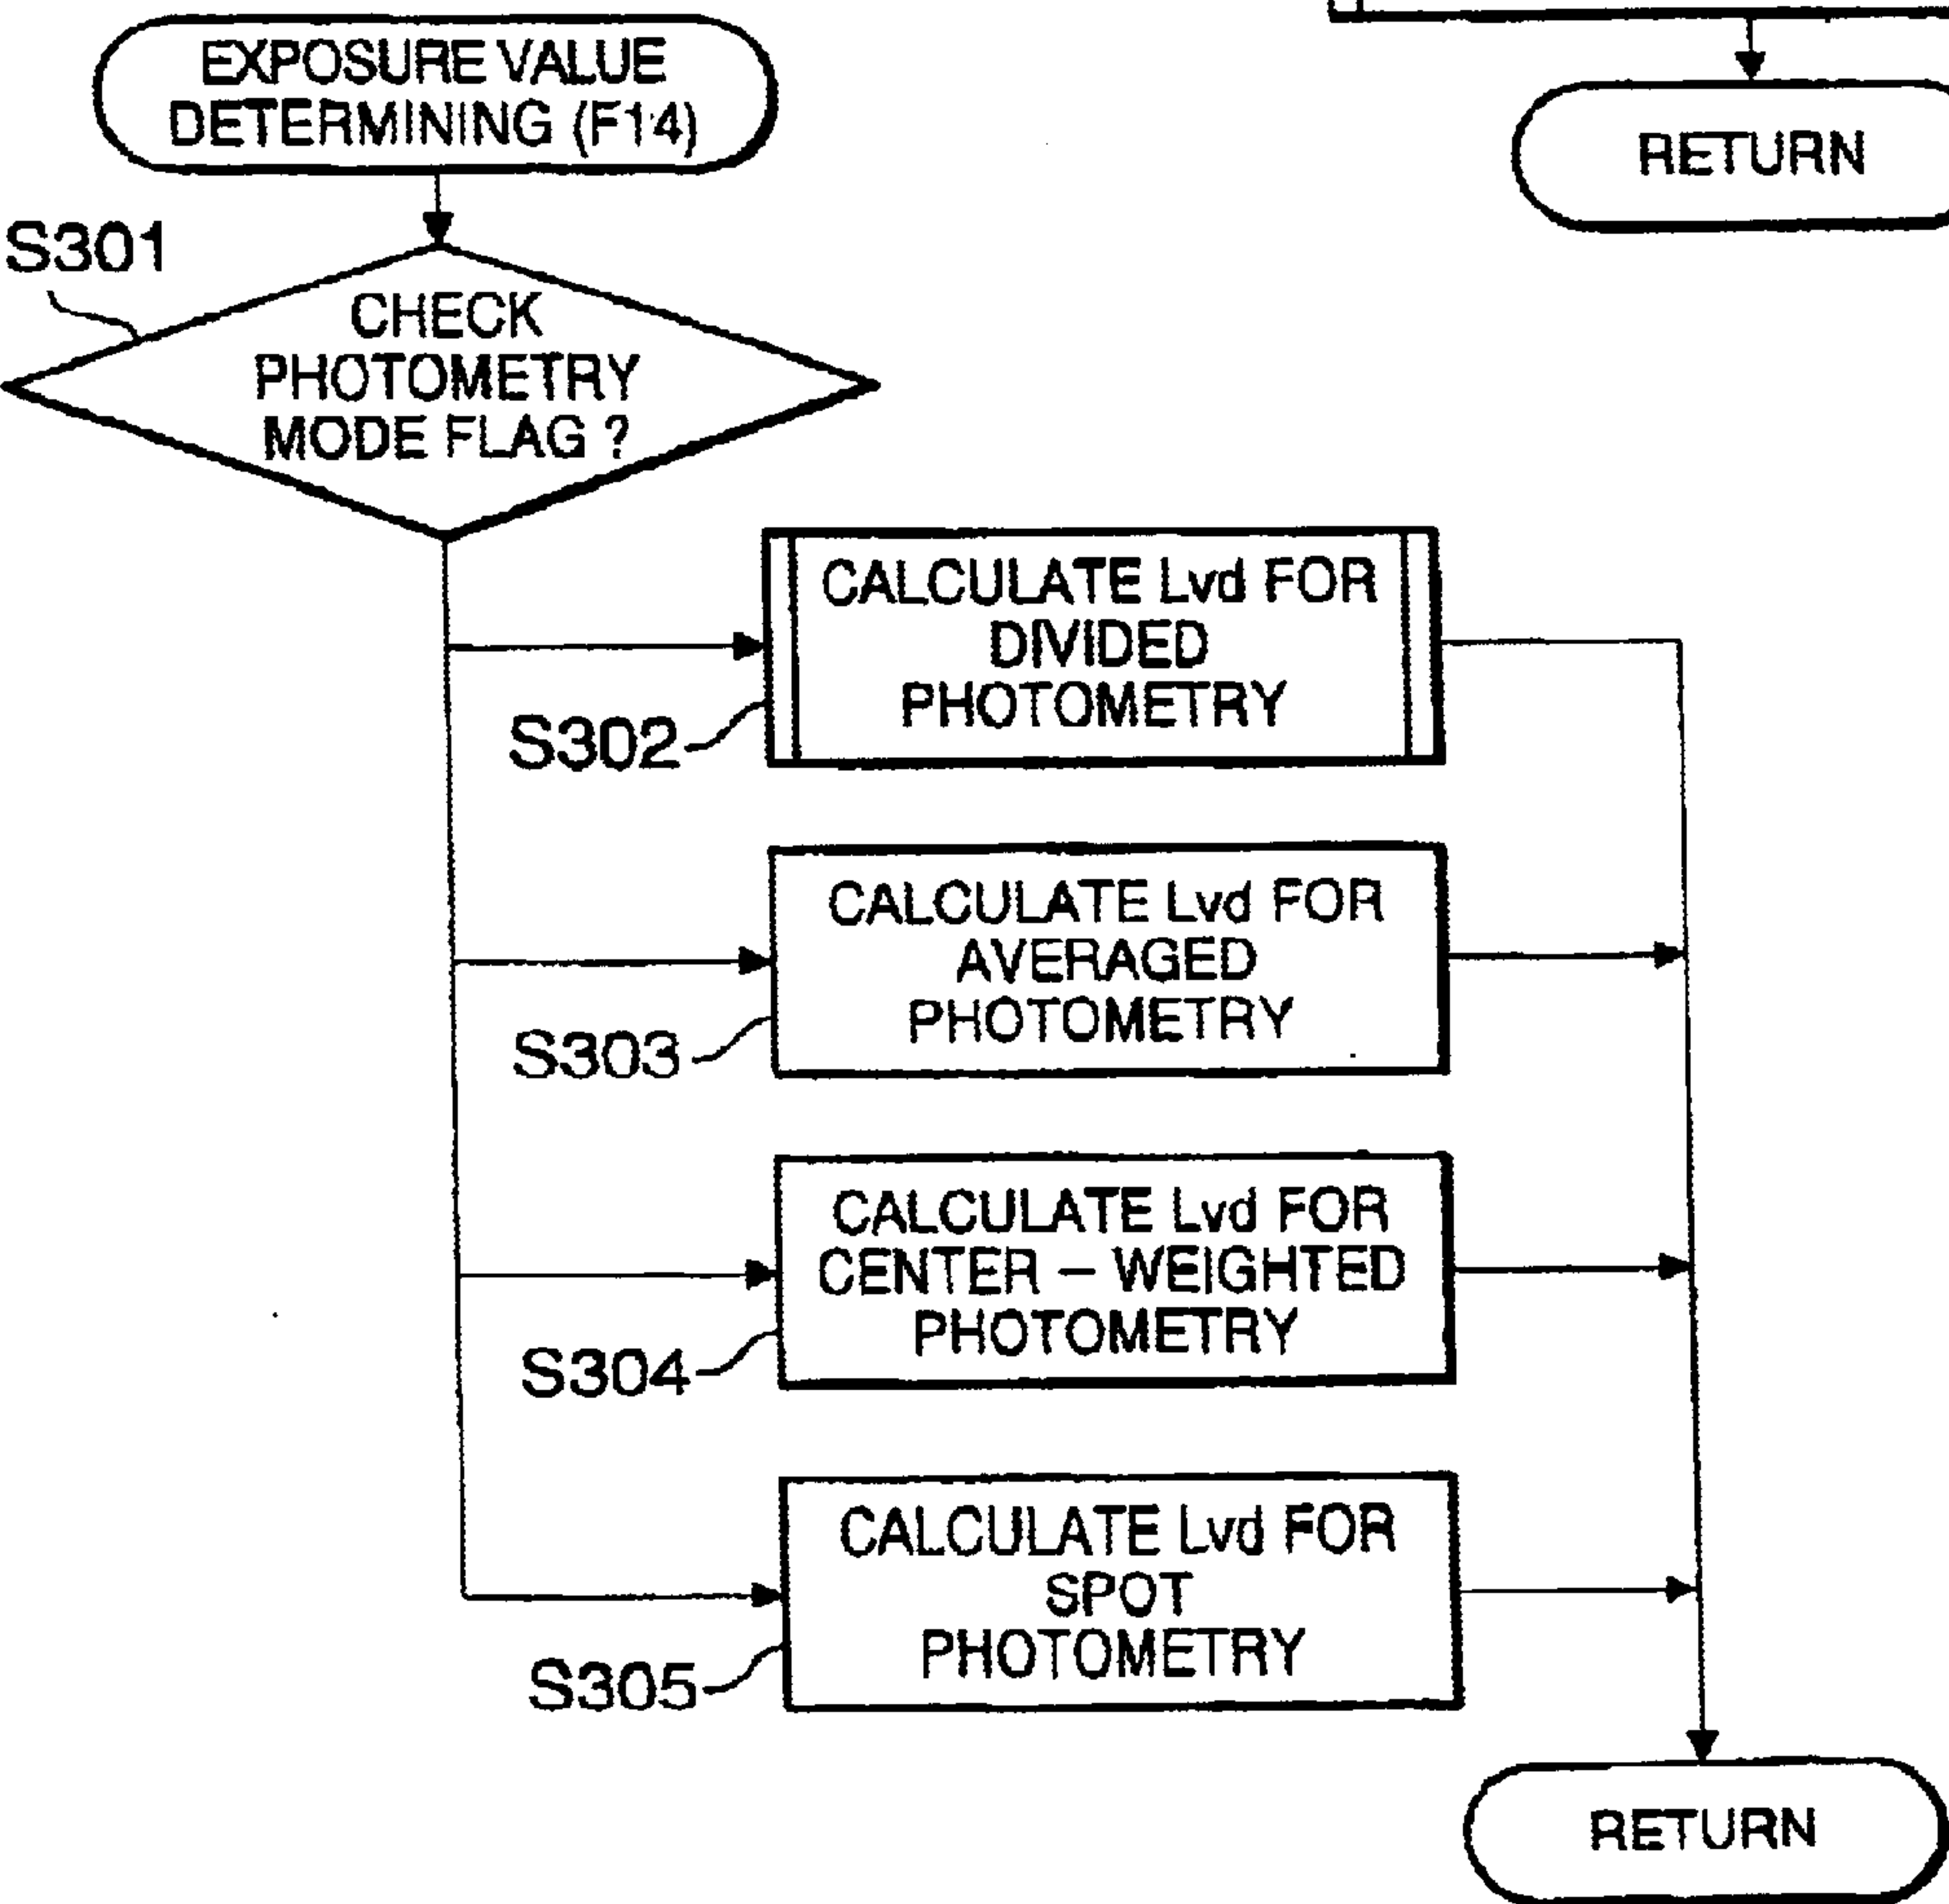 EXPOSURE VALUE
DETERMINING (F14)
RETURN
S301
CHECK
PHOTOMETRY
MODE FLAG ?
CALCULATE Lvd FOR
DIVIDED
PHOTOMETRY
S302
CALCULATE Lvd FOR
AVERAGED
PHOTOMETRY
S303
CALCULATE Lvd FOR
CENTER – WEIGHTED
PHOTOMETRY
S304
CALCULATE Lvd FOR
SPOT
PHOTOMETRY
S305
RETURN